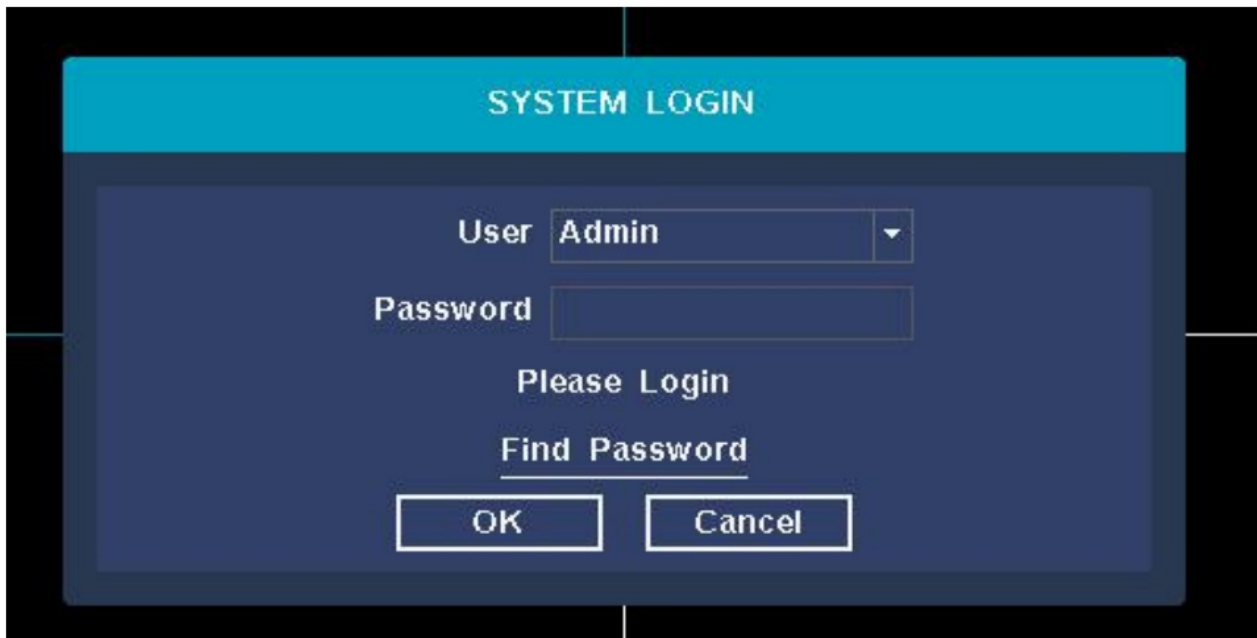 SYSTEM LOGIN
User Admin
Password
Please Login
Find Password
OK Cancel